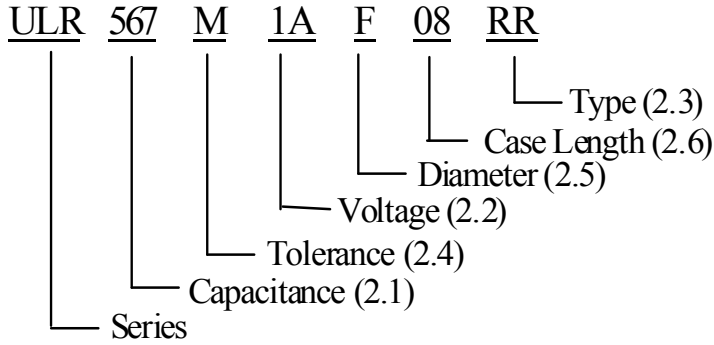 ULR 567 M 1A F 08 RR
Type (2.3)
Case Length (2.6)
Diameter (2.5)
Voltage (2.2)
Tolerance (2.4)
Capacitance (2.1)
Series